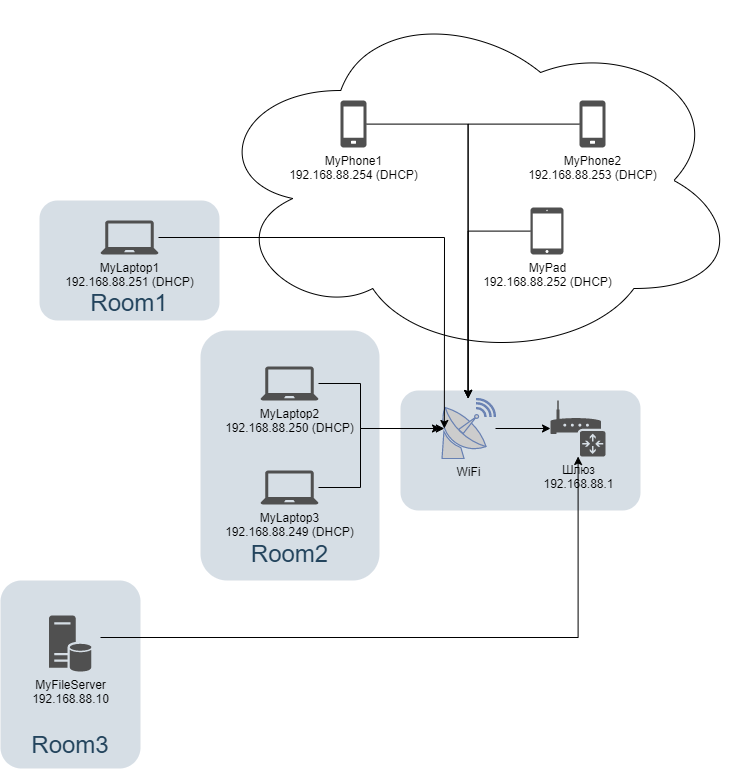 MyPhone1
192.168.88.254 (DHCP)
MyPhone2
192.168.88.253 (DHCP)
MyPad
192.168.88.252 (DHCP)
MyLaptop1
192.168.88.251 (DHCP)
Room1
MyLaptop2
192.168.88.250 (DHCP)
MyLaptop3
192.168.88.249 (DHCP)
Room2
WiFi
Шлюз
192.168.88.1
MyFileServer
192.168.88.10
Room3